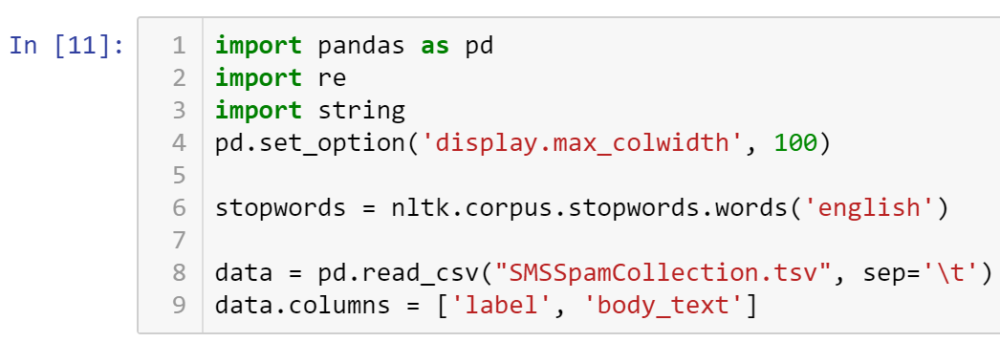 In [11]:
1 import pandas as pd
2 import re
3 import string
4 pd.set_option('display.max_colwidth', 100)
5
6 stopwords = nltk.corpus.stopwords.words('english')
7
8 data = pd.read_csv("SMSSpamCollection.tsv", sep='\t')
9 data.columns = ['label', 'body_text']